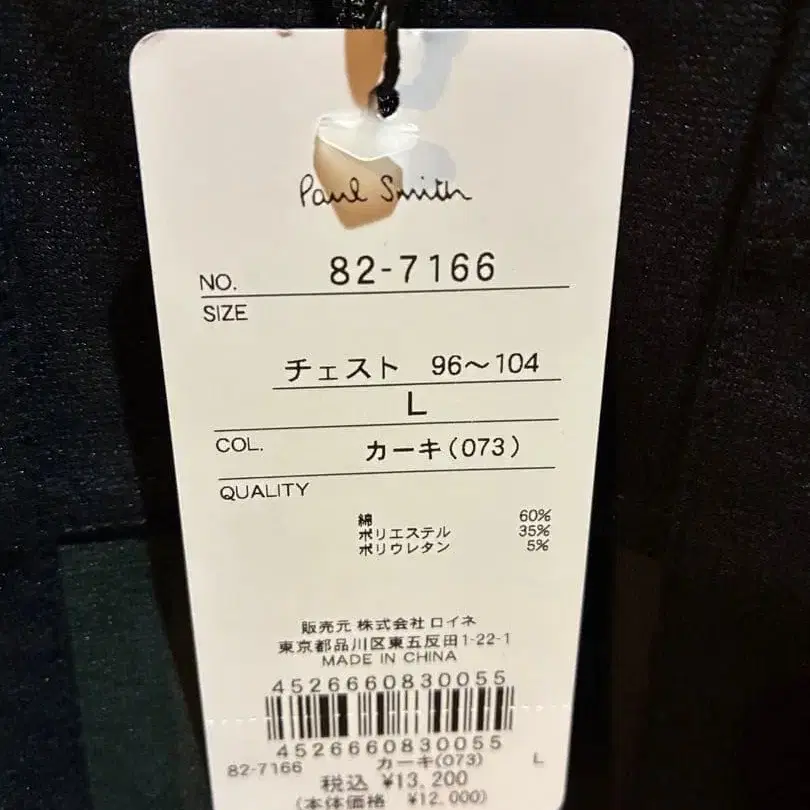 Paul Smith
NO. 82-7166
SIZE
チェスト 96～104
L
COL. カーキ(073)
QUALITY
綿 60%
ポリエステル 35%
ポリウレタン 5%
販売元 株式会社 ロイネ
東京都品川区東五反田1-22-1
MADE IN CHINA
4526660830055
4526660830055
82-7166 カーキ(073) L
税込 ¥13,200
(本体価格 ¥12,000)